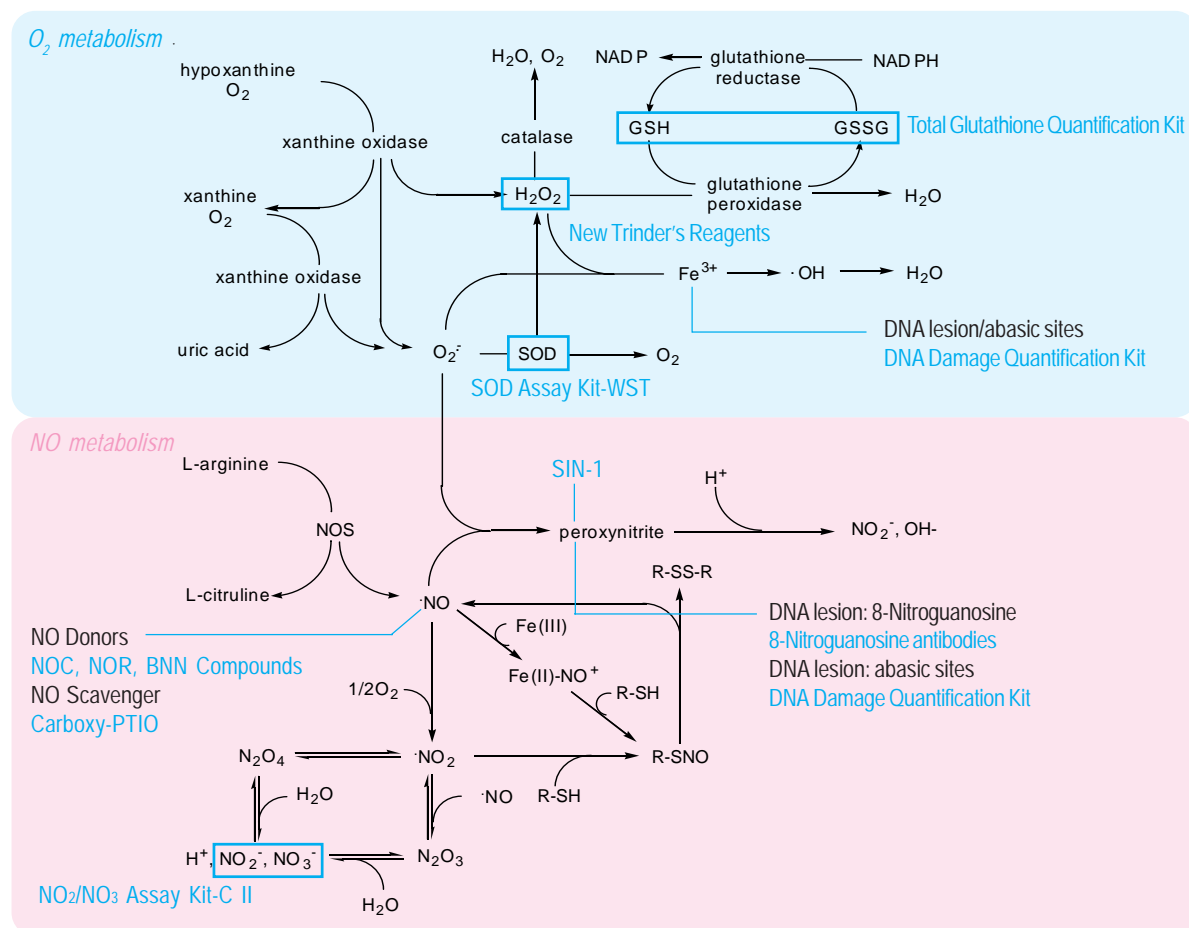 O2 metabolism .
hypoxanthine
O2
xanthine oxidase
xanthine
O2
xanthine oxidase
uric acid
H2O, O2
catalase
H2O2
New Trinder's Reagents
NAD P
glutathione
reductase
NAD PH
GSH
GSSG
Total Glutathione Quantification Kit
glutathione
peroxidase
H2O
Fe3+
·OH
H2O
DNA lesion/abasic sites
DNA Damage Quantification Kit
O2·-
SOD
O2
SOD Assay Kit-WST
NO metabolism
L-arginine
NOS
L-citruline
SIN-1
peroxynitrite
H+
NO2-, OH-
·NO
R-SS-R
NO Donors
NOC, NOR, BNN Compounds
NO Scavenger
Carboxy-PTIO
Fe(III)
Fe(II)-NO+
R-SH
DNA lesion: 8-Nitroguanosine
8-Nitroguanosine antibodies
DNA lesion: abasic sites
DNA Damage Quantification Kit
1/2O2
N2O4
·NO2
R-SH
R-SNO
H2O
·NO
H+, NO2-, NO3-
N2O3
H2O
NO2/NO3 Assay Kit-C II